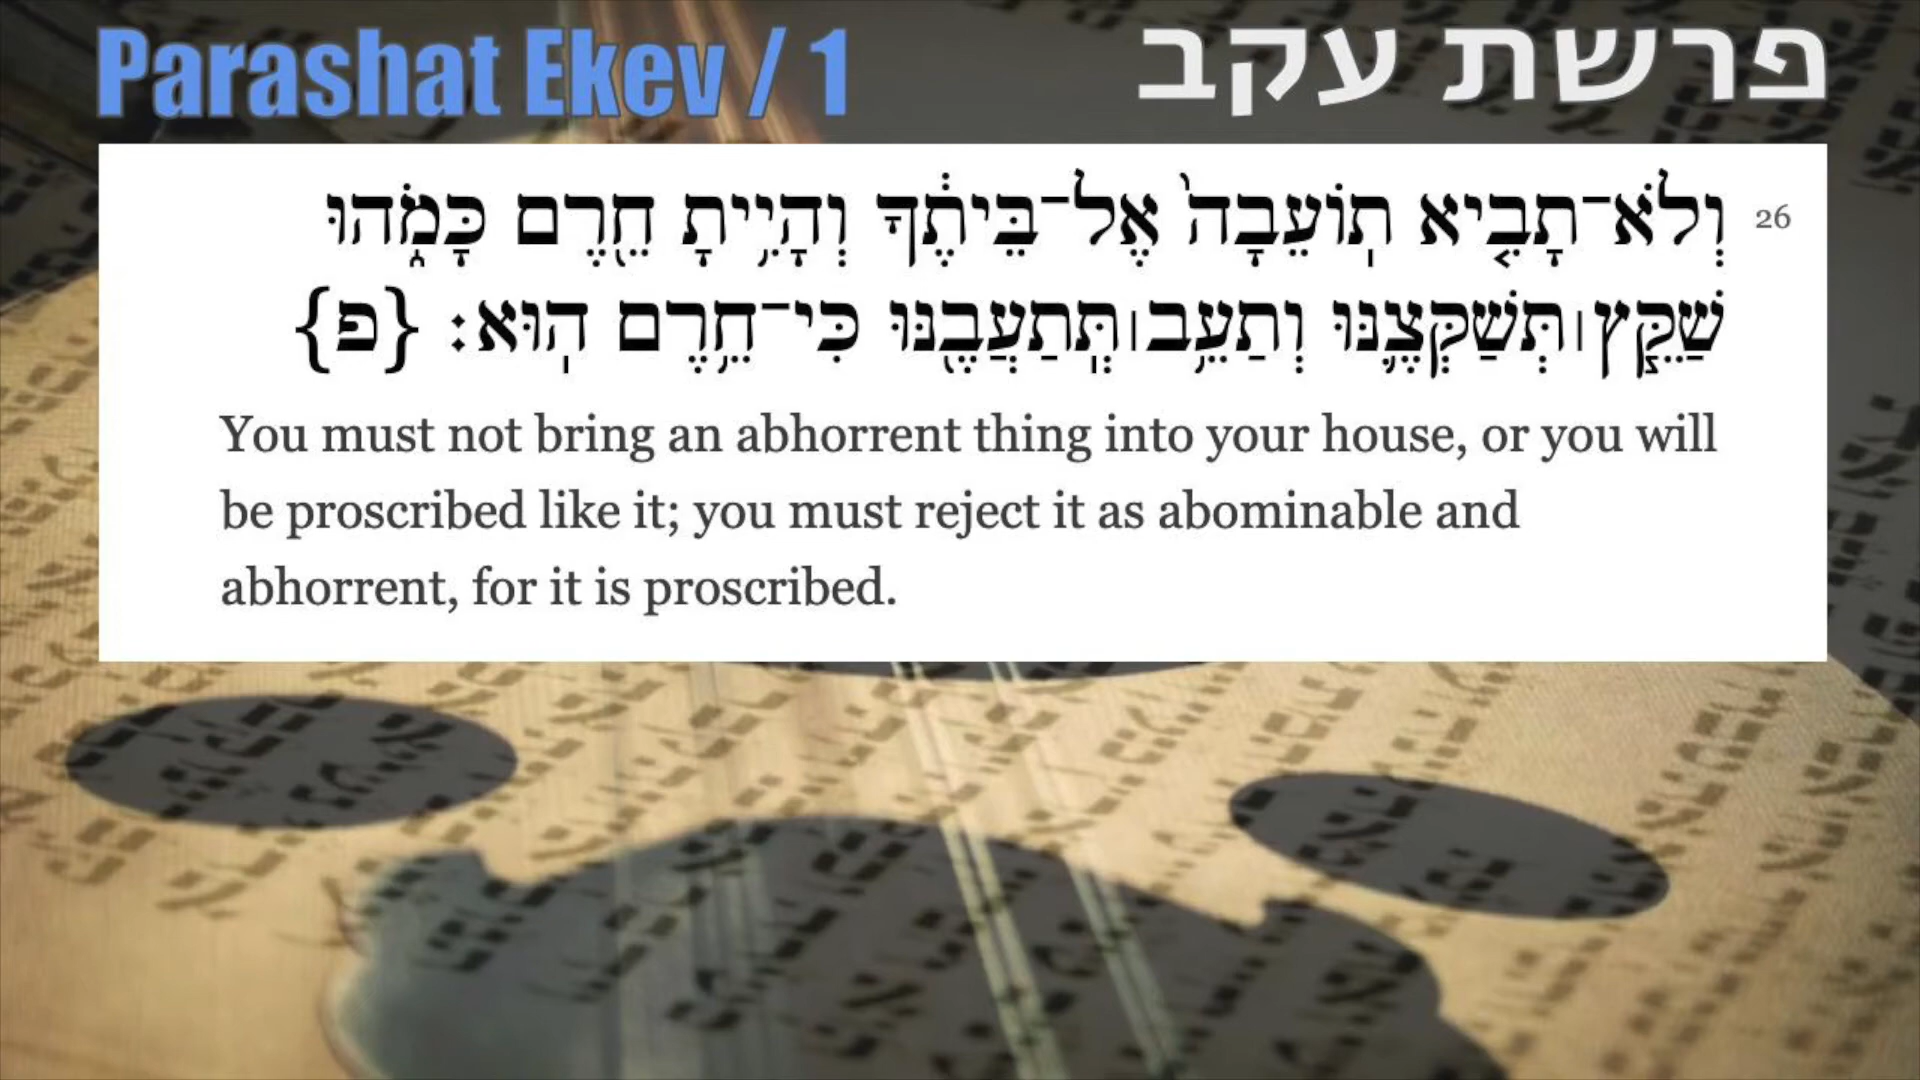 Parashat Ekev / 1
פרשת עקב
26
וְלֹא־תָבִ֤יא תֽוֹעֵבָה֙ אֶל־בֵּיתֶ֔ךָ וְהָיִ֥יתָ חֵ֖רֶם כָּמֹ֑הוּ
שַׁקֵּ֧ץ׀תְּשַׁקְּצֶ֛נּוּ וְתַעֵ֥ב׀תְּֽתַעֲבֶ֖נּוּ כִּי־חֵ֥רֶם הֽוּא׃ {פ}
You must not bring an abhorrent thing into your house, or you will
be proscribed like it; you must reject it as abominable and
abhorrent, for it is proscribed.